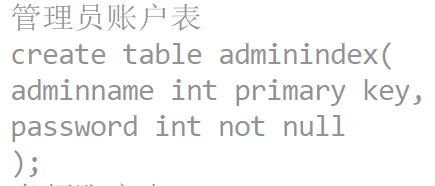 管理员账户表
create table adminindex(
adminname int primary key,
password int not null
);